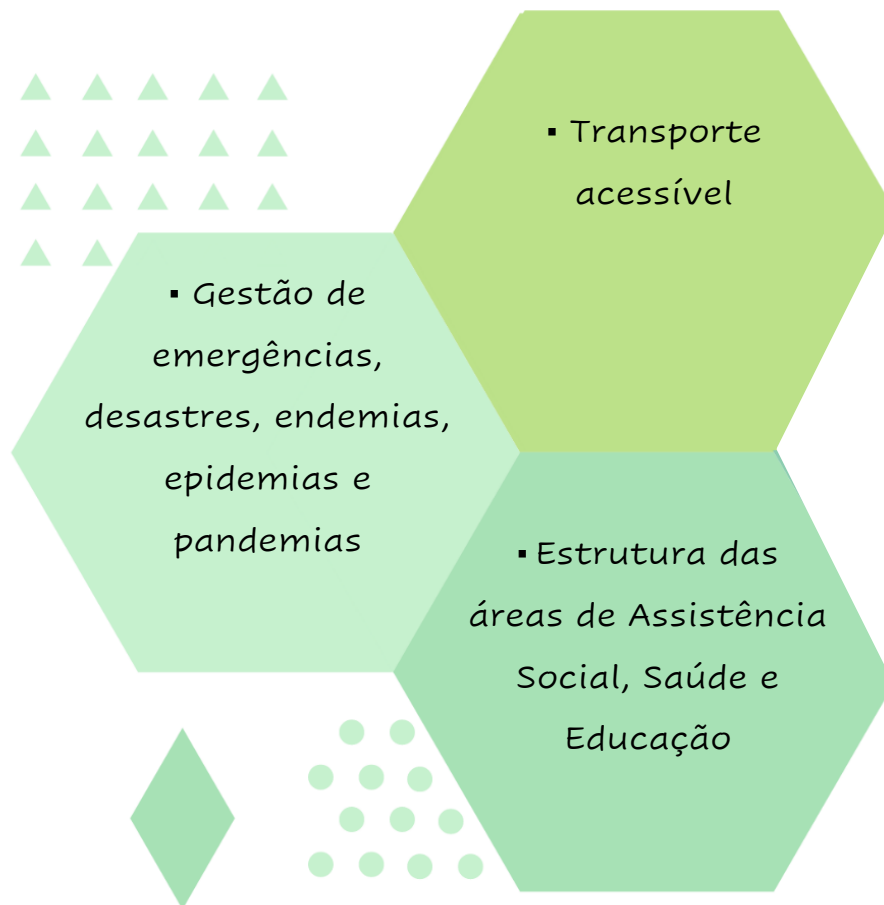 ▪ Transporte
acessível
▪ Gestão de
emergências,
desastres, endemias,
epidemias e
pandemias
▪ Estrutura das
áreas de Assistência
Social, Saúde e
Educação